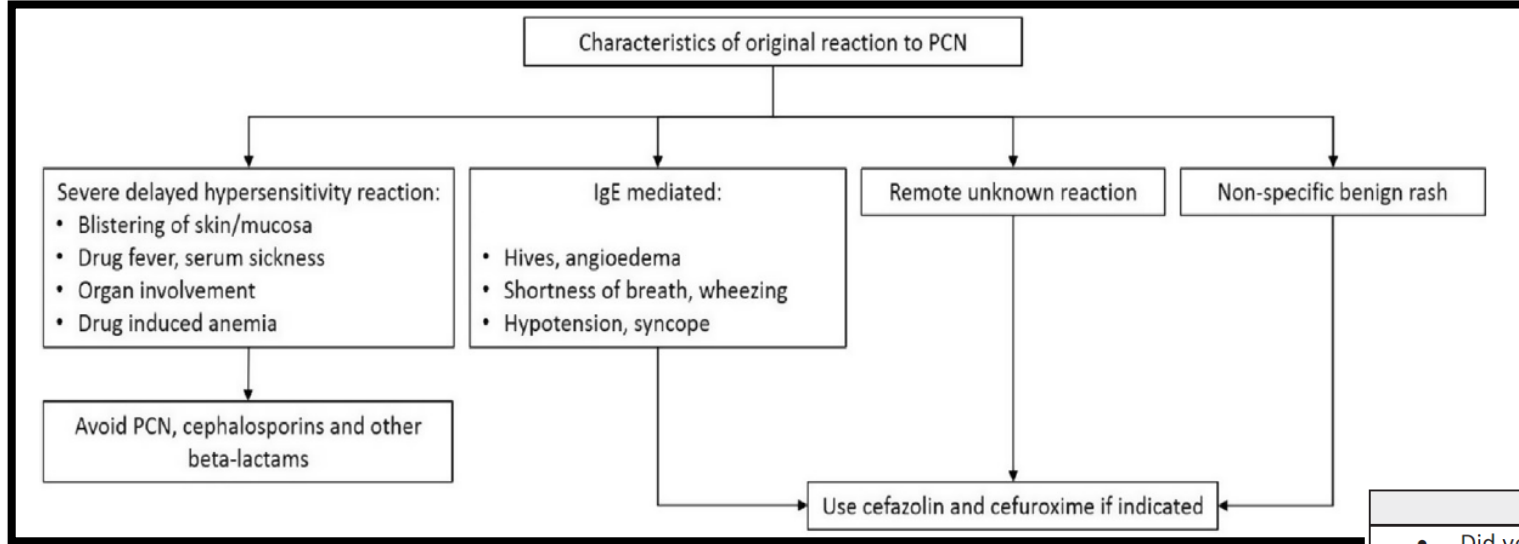 Characteristics of original reaction to PCN
Severe delayed hypersensitivity reaction:
• Blistering of skin/mucosa
• Drug fever, serum sickness
• Organ involvement
• Drug induced anemia
IgE mediated:
• Hives, angioedema
• Shortness of breath, wheezing
• Hypotension, syncope
Remote unknown reaction
Non-specific benign rash
Avoid PCN, cephalosporins and other
beta-lactams
Use cefazolin and cefuroxime if indicated
• Did